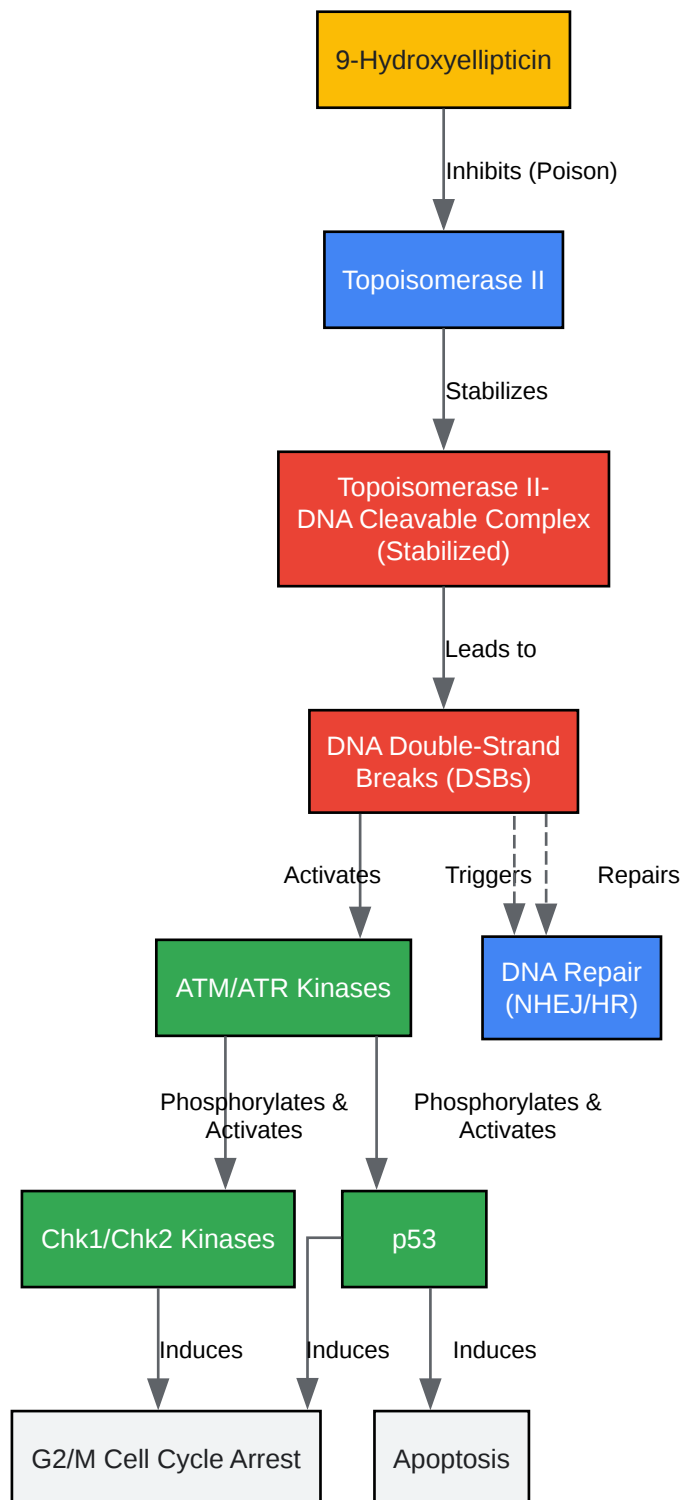 9-Hydroxyellipticin
Inhibits (Poison)
Topoisomerase II
Stabilizes
Topoisomerase II-
DNA Cleavable Complex
(Stabilized)
Leads to
DNA Double-Strand
Breaks (DSBs)
Activates
Triggers
Repairs
ATM/ATR Kinases
DNA Repair
(NHEJ/HR)
Phosphorylates &
Activates
Phosphorylates &
Activates
Chk1/Chk2 Kinases
p53
Induces
Induces
Induces
G2/M Cell Cycle Arrest
Apoptosis